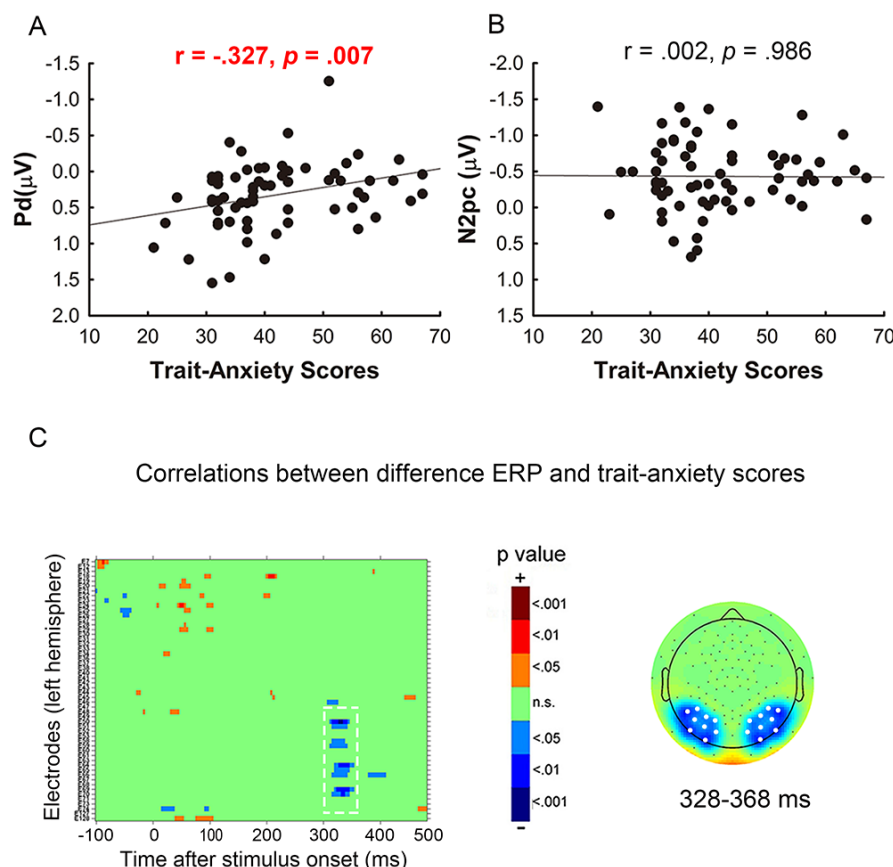 A
r = -.327, p = .007
Pd(μV)
-1.5
-1.0
-0.5
0.0
0.5
1.0
1.5
2.0
10 20 30 40 50 60 70
Trait-Anxiety Scores
B
r = .002, p = .986
N2pc (μV)
-2.0
-1.5
-1.0
-0.5
0.0
0.5
1.0
1.5
10 20 30 40 50 60 70
Trait-Anxiety Scores
C
Correlations between difference ERP and trait-anxiety scores
Electrodes (left hemisphere)
-100 0 100 200 300 400 500
Time after stimulus onset (ms)
p value
+
<.001
<.01
<.05
n.s.
<.05
<.01
<.001
−
328-368 ms